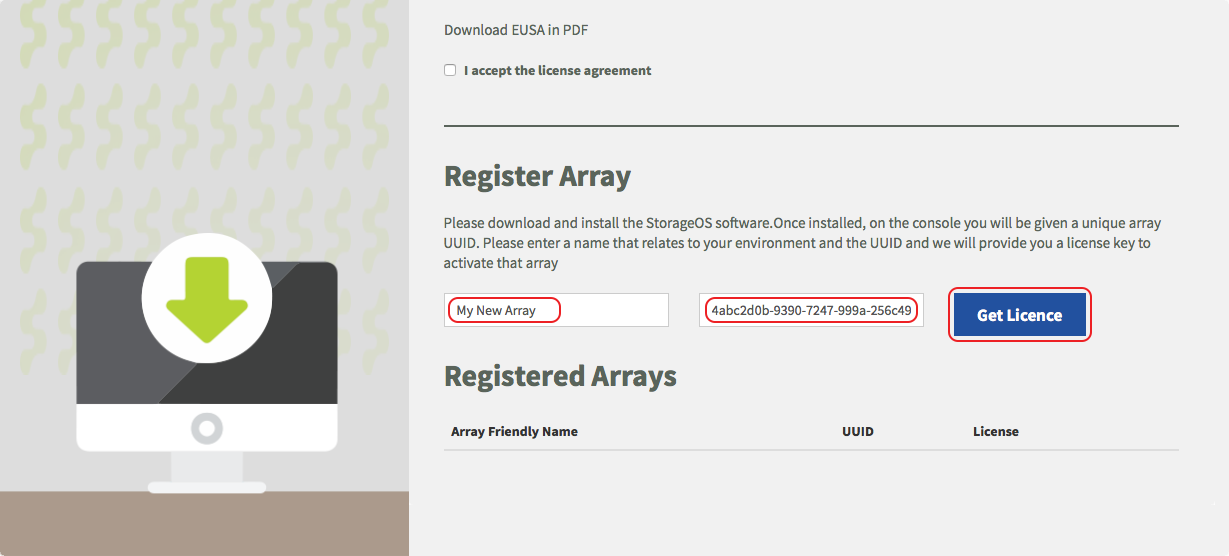 Download EUSA in PDF
I accept the license agreement
Register Array
Please download and install the StorageOS software.Once installed, on the console you will be given a unique array
UUID. Please enter a name that relates to your environment and the UUID and we will provide you a license key to
activate that array
My New Array 4abc2d0b-9390-7247-999a-256c49 Get Licence
Registered Arrays
Array Friendly Name UUID License